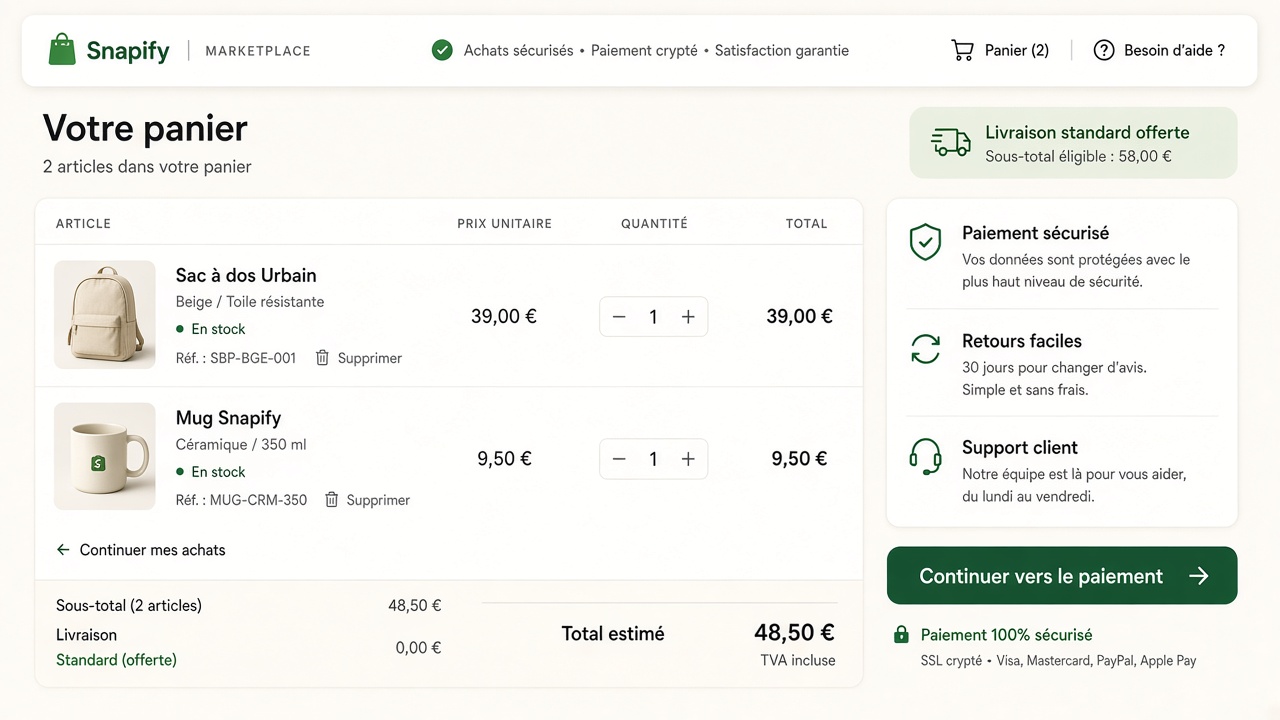 Snapify
MARKETPLACE
Achats sécurisés • Paiement crypté • Satisfaction garantie
Panier (2)
Besoin d'aide ?
Votre panier
2 articles dans votre panier
Livraison standard offerte
Sous-total éligible : 58,00 €
ARTICLE
PRIX UNITAIRE
QUANTITÉ
TOTAL
Sac à dos Urbain
Beige / Toile résistante
En stock
Réf. : SBP-BGE-001
Supprimer
39,00 €
− 1 +
39,00 €
Mug Snapify
Céramique / 350 ml
En stock
Réf. : MUG-CRM-350
Supprimer
9,50 €
− 1 +
9,50 €
S
← Continuer mes achats
Sous-total (2 articles)
48,50 €
Livraison
Standard (offerte)
0,00 €
Total estimé
48,50 €
TVA incluse
Paiement sécurisé
Vos données sont protégées avec le
plus haut niveau de sécurité.
Retours faciles
30 jours pour changer d'avis.
Simple et sans frais.
Support client
Notre équipe est là pour vous aider,
du lundi au vendredi.
Continuer vers le paiement →
Paiement 100% sécurisé
SSL crypté • Visa, Mastercard, PayPal, Apple Pay